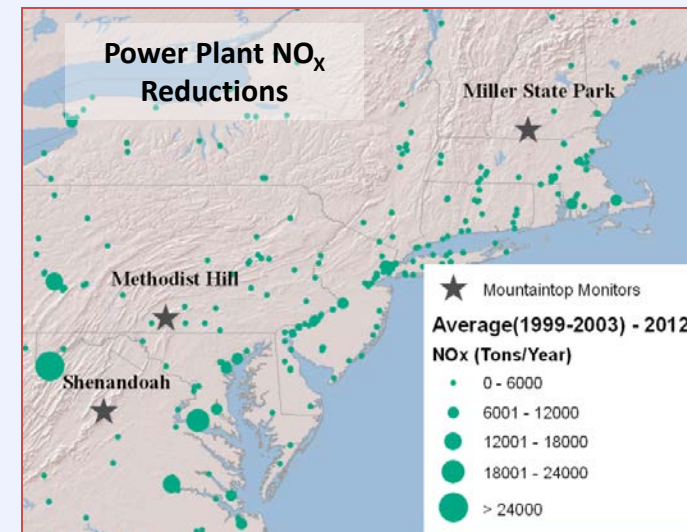 Power Plant NOX
Reductions
Miller State Park
Methodist Hill
Shenandoah
Mountaintop Monitors
Average(1999-2003) - 2012
NOx (Tons/Year)
0 - 6000
6001 - 12000
12001 - 18000
18001 - 24000
> 24000